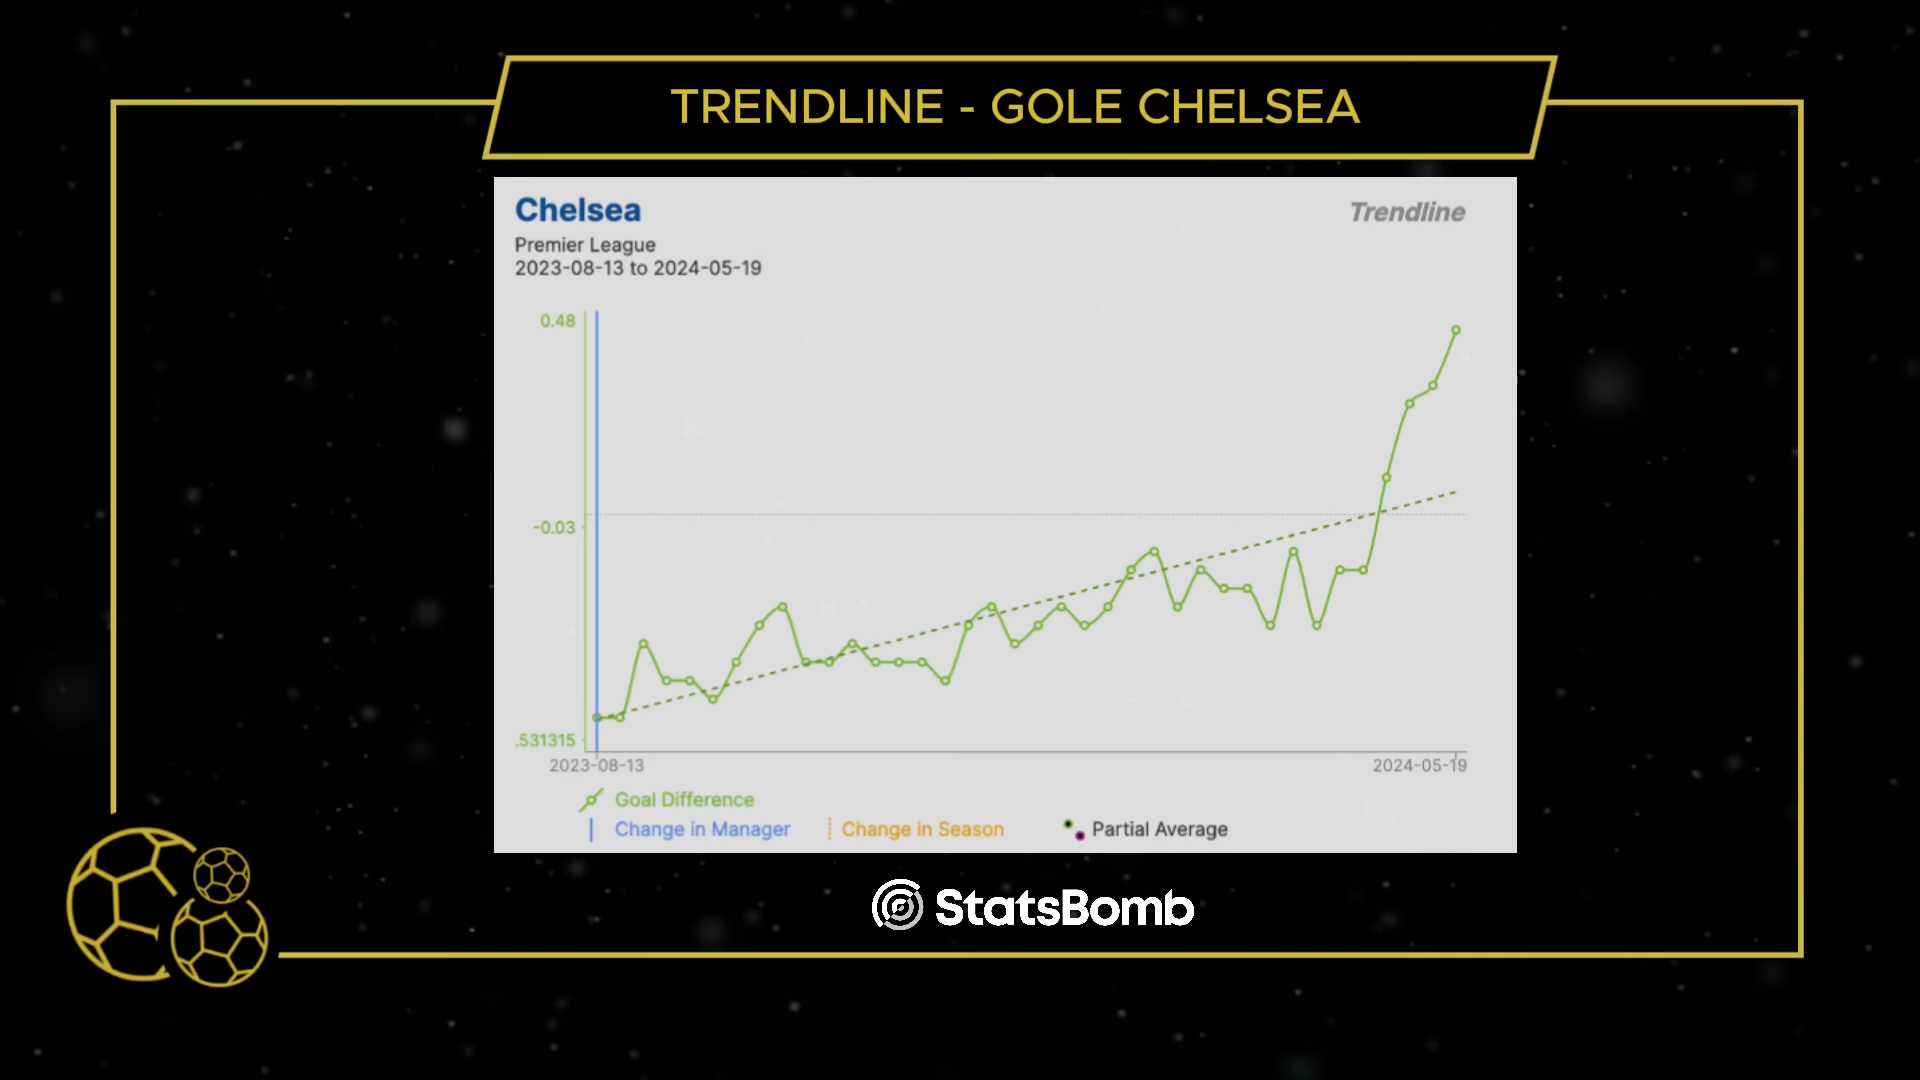 TRENDLINE - GOLE CHELSEA
Chelsea
Trendline
Premier League
2023-08-13 to 2024-05-19
0.48
-0.03
.531315
2023-08-13
2024-05-19
Goal Difference
Change in Manager
Change in Season
Partial Average
StatsBomb